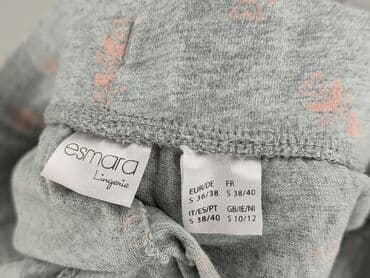 esmara
Lingerie
EUR/DE FR
S 36/38 S 38/40
IT/ES/PT GB/IE/NI
S 38/40 S 10/12